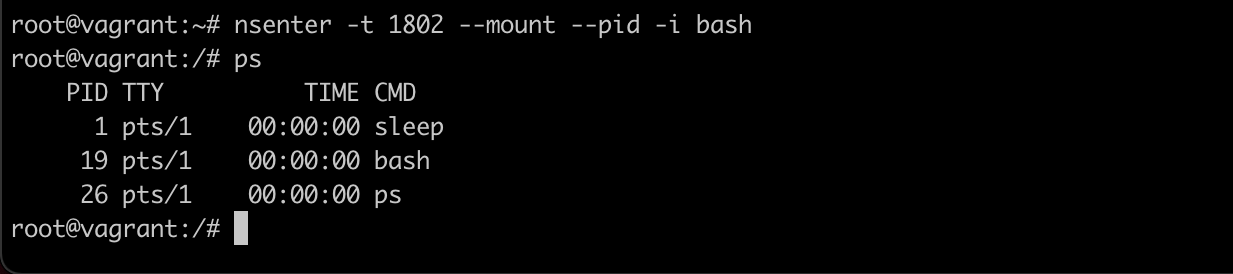 root@vagrant:~# nsenter -t 1802 --mount --pid -i bash
root@vagrant:/# ps
    PID TTY          TIME CMD
      1 pts/1    00:00:00 sleep
     19 pts/1    00:00:00 bash
     26 pts/1    00:00:00 ps
root@vagrant:/#